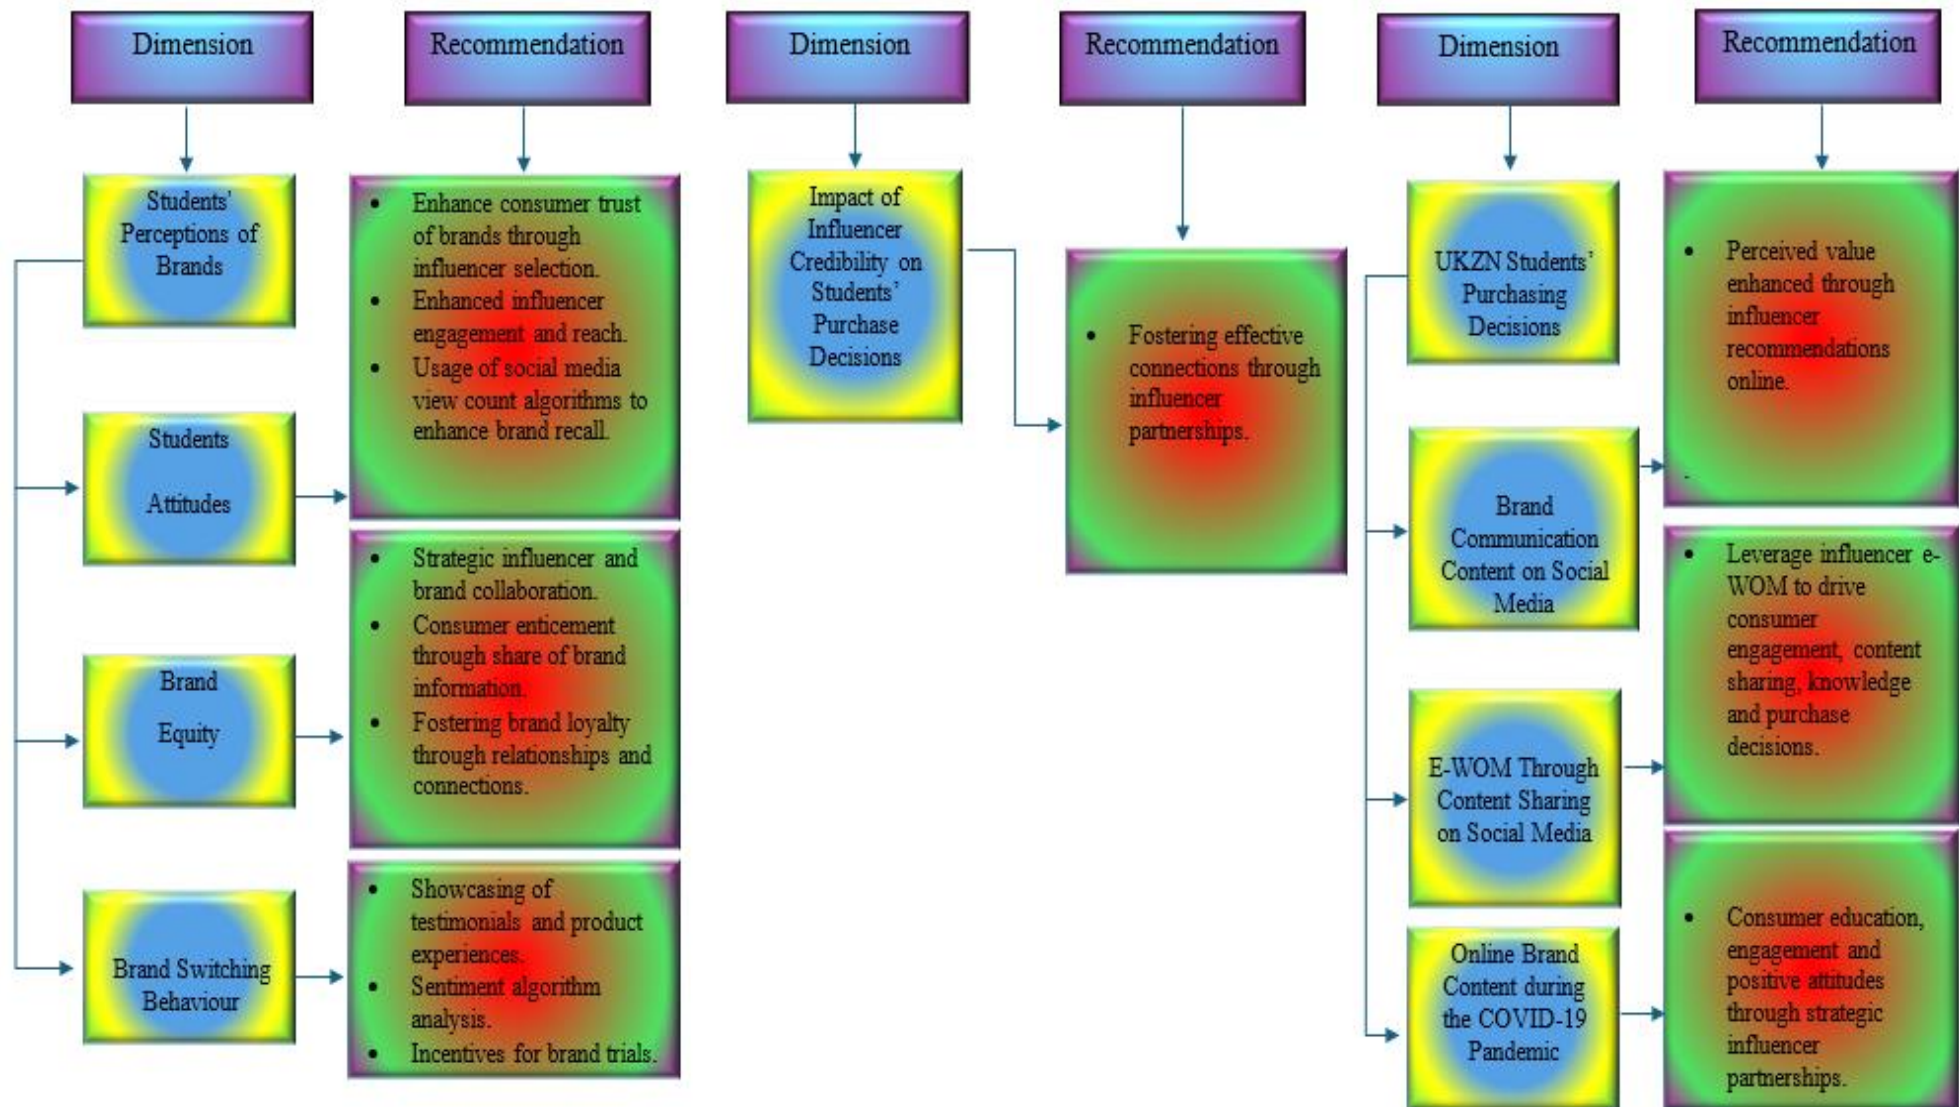 Dimension
Students’
Perceptions of
Brands
Students
Attitudes
Brand
Equity
Brand Switching
Behaviour
Recommendation
• Enhance consumer trust
of brands through
influencer selection.
• Enhanced influencer
engagement and reach.
• Usage of social media
view count algorithms to
enhance brand recall.
• Strategic influencer and
brand collaboration.
• Consumer enticement
through share of brand
information.
• Fostering brand loyalty
through relationships and
connections.
• Showcasing of
testimonials and product
experiences.
• Sentiment algorithm
analysis.
• Incentives for brand trials.
Dimension
Impact of
Influencer
Credibility on
Students’
Purchase
Decisions
Recommendation
• Fostering effective
connections through
influencer
partnerships.
Dimension
UKZN Students’
Purchasing
Decisions
Brand
Communication
Content on Social
Media
E-WOM Through
Content Sharing
on Social Media
Online Brand
Content during
the COVID-19
Pandemic
Recommendation
• Perceived value
enhanced through
influencer
recommendations
online.
.
• Leverage influencer e-
WOM to drive
consumer
engagement, content
sharing, knowledge
and purchase
decisions.
• Consumer education,
engagement and
positive attitudes
through strategic
influencer
partnerships.